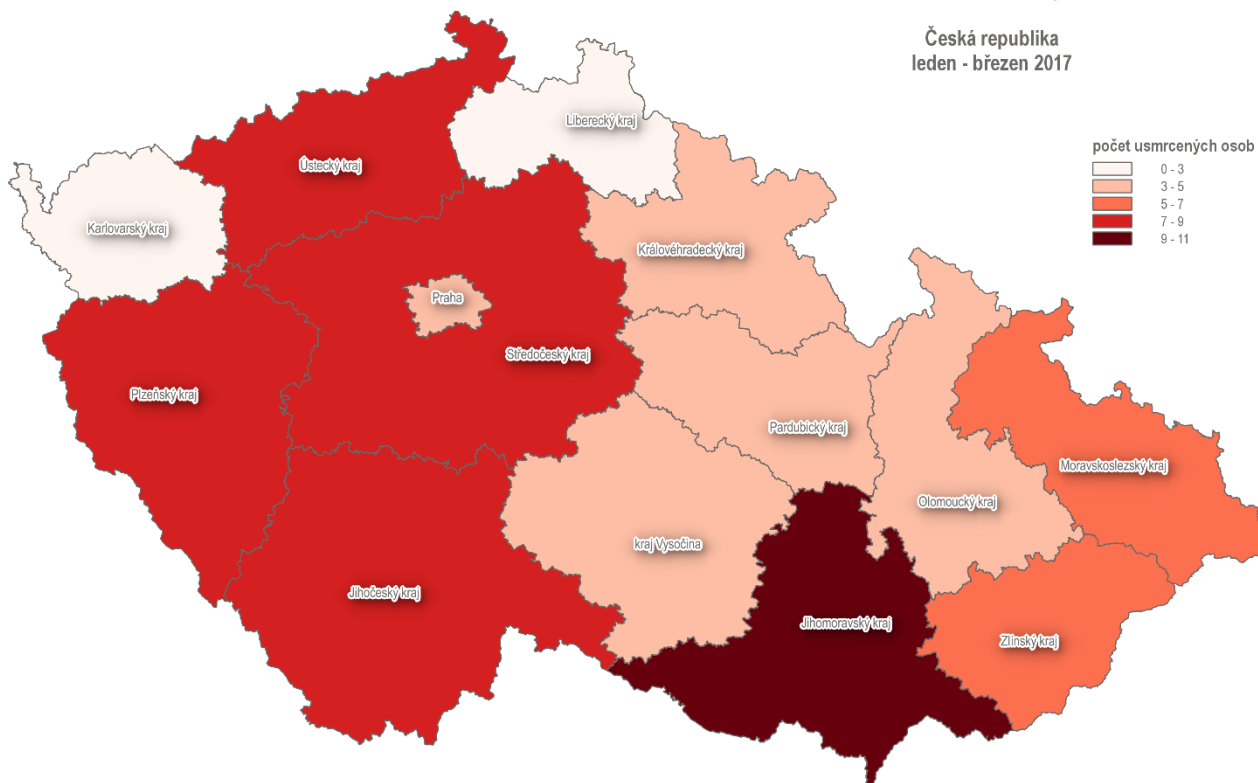 Česká republika
leden - březen 2017
počet usmrcených osob
0 - 3
3 - 5
5 - 7
7 - 9
9 - 11
Liberecký kraj
Ústecký kraj
Karlovarský kraj
Královéhradecký kraj
Praha
Středočeský kraj
Plzeňský kraj
Pardubický kraj
Moravskoslezský kraj
Olomoucký kraj
kraj Vysočina
Jihočeský kraj
Jihomoravský kraj
Zlínský kraj